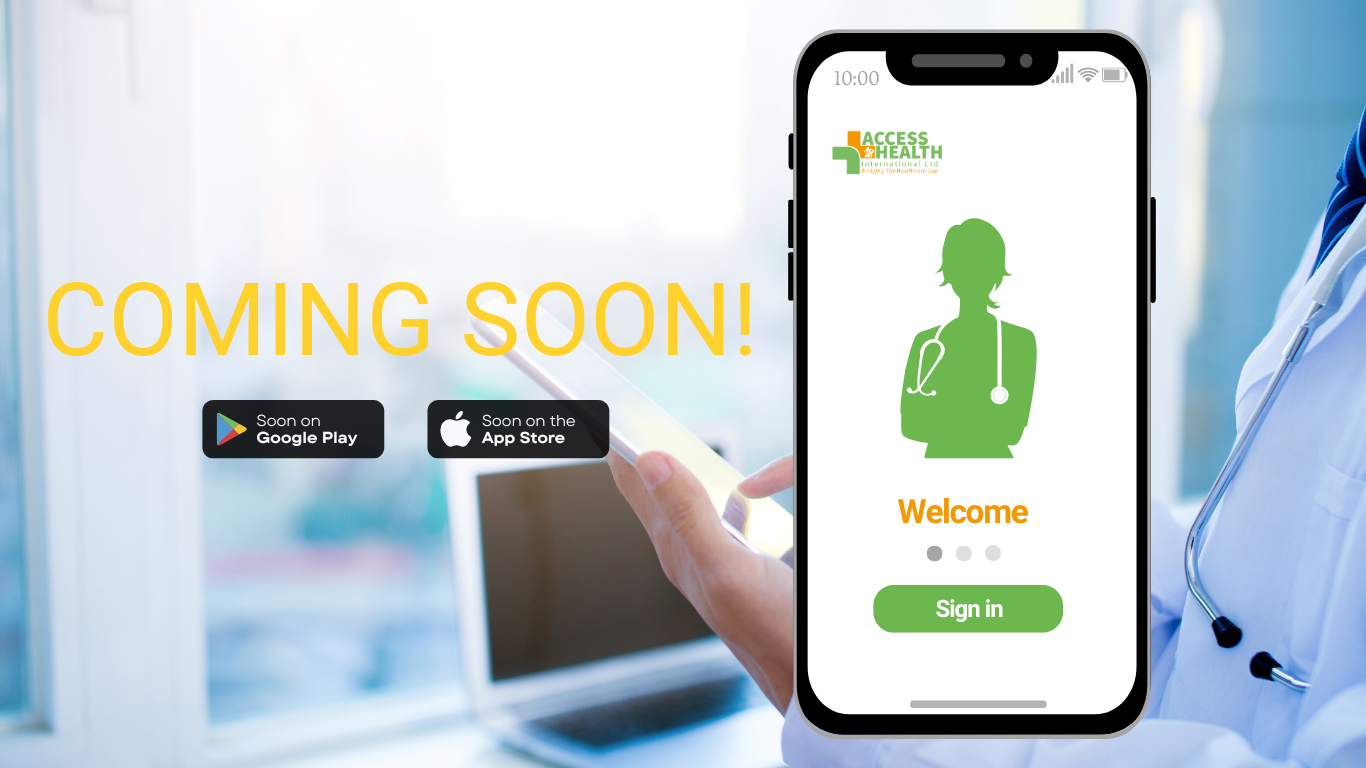 COMING SOON!
Soon on
Google Play
Soon on the
App Store
10:00
ACCESS
HEALTH
International Ltd
Bridging The Healthcare Gap
Welcome
Sign in